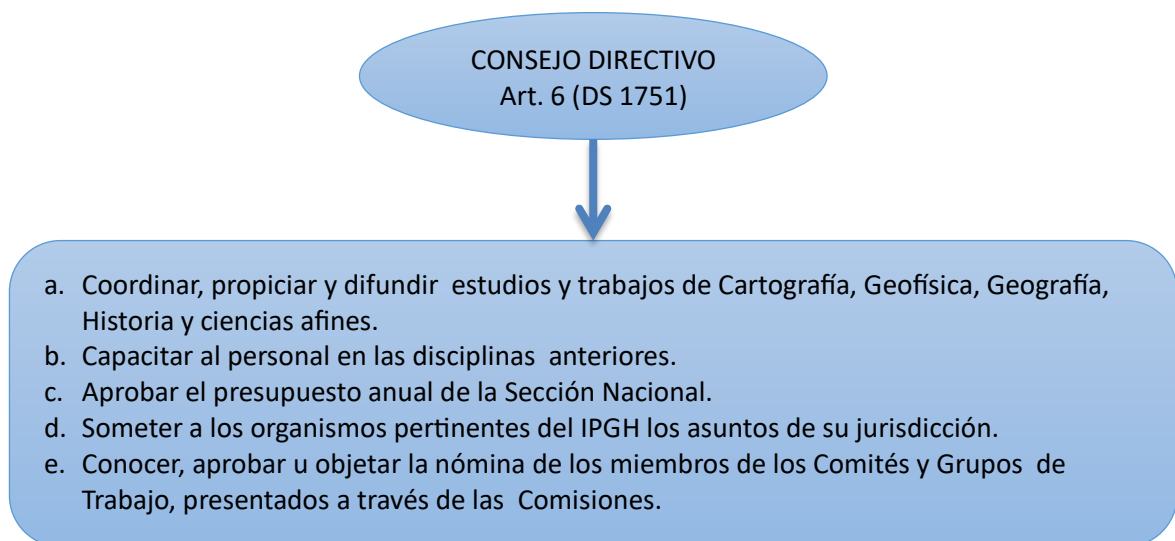 CONSEJO DIRECTIVO
Art. 6 (DS 1751)
a. Coordinar, propiciar y difundir estudios y trabajos de Cartografía, Geofísica, Geografía,
Historia y ciencias afines.
b. Capacitar al personal en las disciplinas anteriores.
c. Aprobar el presupuesto anual de la Sección Nacional.
d. Someter a los organismos pertinentes del IPGH los asuntos de su jurisdicción.
e. Conocer, aprobar u objetar la nómina de los miembros de los Comités y Grupos de
Trabajo, presentados a través de las Comisiones.